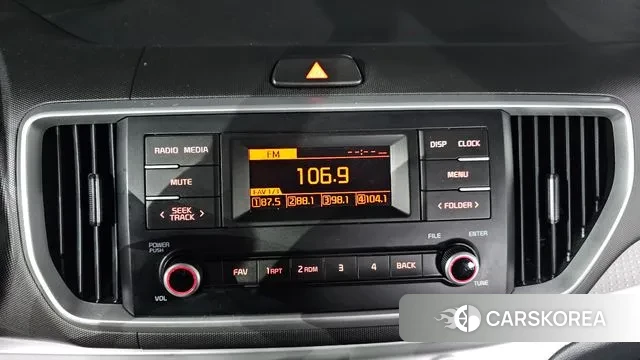 RADIO MEDIA
MUTE
< SEEK TRACK >
POWER
PUSH
VOL
FM
--:--
106.9
FAV 1/3
1 87.5 2 88.1 3 98.1 4 104.1
DISP CLOCK
MENU
< FOLDER >
FILE ENTER
TUNE
FAV 1 RPT 2 RDM 3 4 BACK
CARSKOREA